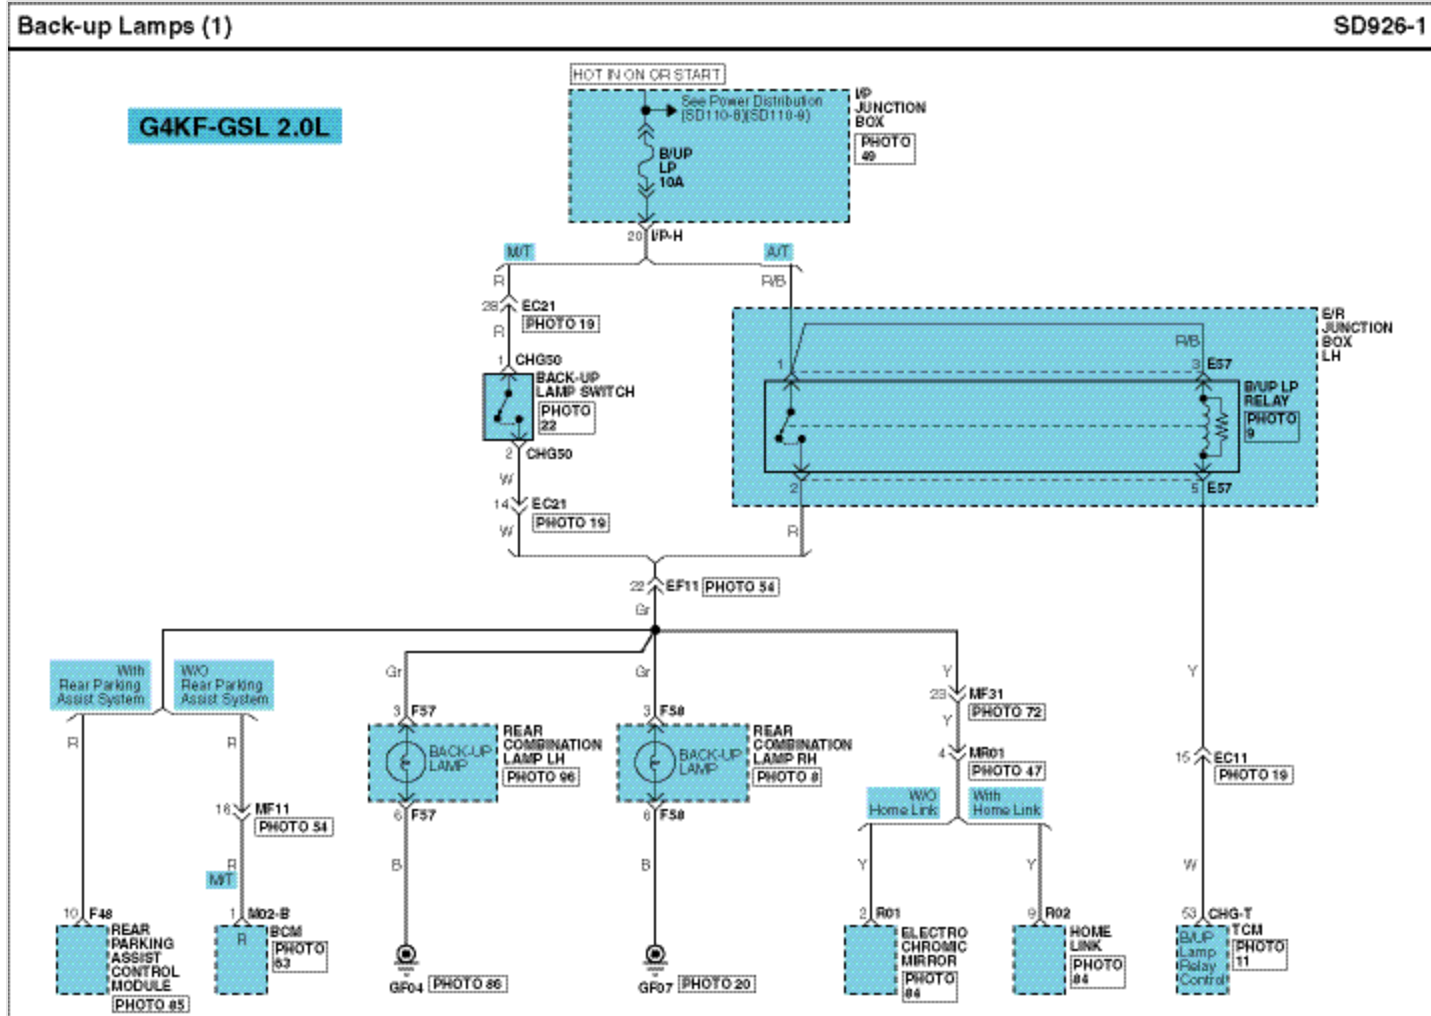 Back-up Lamps (1)
SD926-1
HOT IN ON OR START
G4KF-GSL 2.0L
See Power Distribution
(SD110-8)(SD110-9)
B/UP
LP
10A
I/P
JUNCTION
BOX
PHOTO
49
20
I/P-H
M/T
A/T
R
R/B
28
EC21
PHOTO 19
R
E/R
JUNCTION
BOX
LH
R/B
1
CHG50
1
3
E57
BACK-UP
LAMP SWITCH
PHOTO
22
B/UP LP
RELAY
PHOTO
9
2
CHG50
W
2
5
E57
14
EC21
PHOTO 19
W
R
22
EF11
PHOTO 54
Gr
With
Rear Parking
Assist System
W/O
Rear Parking
Assist System
Gr
Gr
Y
Y
23
MF31
PHOTO 72
R
R
3
F57
3
F58
Y
REAR
COMBINATION
LAMP LH
PHOTO 96
BACK-UP
LAMP
REAR
COMBINATION
LAMP RH
PHOTO 8
BACK-UP
LAMP
4
MR01
PHOTO 47
15
EC11
PHOTO 19
W/O
Home Link
With
Home Link
16
MF11
PHOTO 54
6
F57
6
F58
R
M/T
B
B
Y
Y
W
10
F48
1
M02-B
2
R01
9
R02
53
CHG-T
REAR
PARKING
ASSIST
CONTROL
MODULE
PHOTO 85
R
BCM
PHOTO
63
GF04
PHOTO 86
GF07
PHOTO 20
ELECTRO
CHROMIC
MIRROR
PHOTO
84
HOME
LINK
PHOTO
84
B/UP
Lamp
Relay
Control
TCM
PHOTO
11